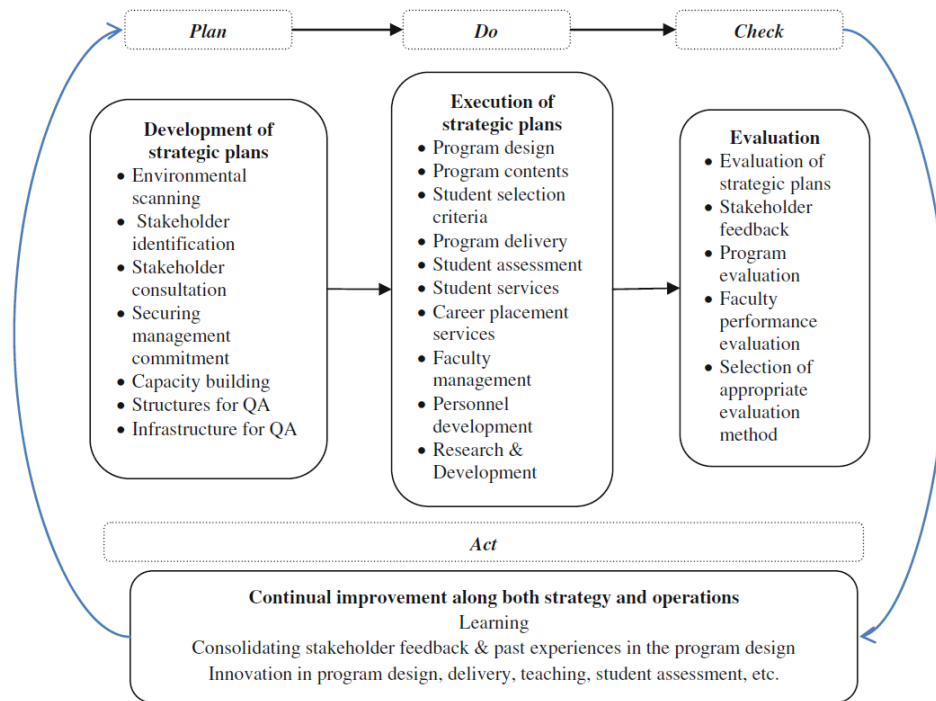 Plan
Do
Check
Development of
strategic plans
• Environmental
scanning
• Stakeholder
identification
• Stakeholder
consultation
• Securing
management
commitment
• Capacity building
• Structures for QA
• Infrastructure for QA
Execution of
strategic plans
• Program design
• Program contents
• Student selection
criteria
• Program delivery
• Student assessment
• Student services
• Career placement
services
• Faculty
management
• Personnel
development
• Research &
Development
Evaluation
• Evaluation of
strategic plans
• Stakeholder
feedback
• Program
evaluation
• Faculty
performance
evaluation
• Selection of
appropriate
evaluation
method
Act
Continual improvement along both strategy and operations
Learning
Consolidating stakeholder feedback & past experiences in the program design
Innovation in program design, delivery, teaching, student assessment, etc.